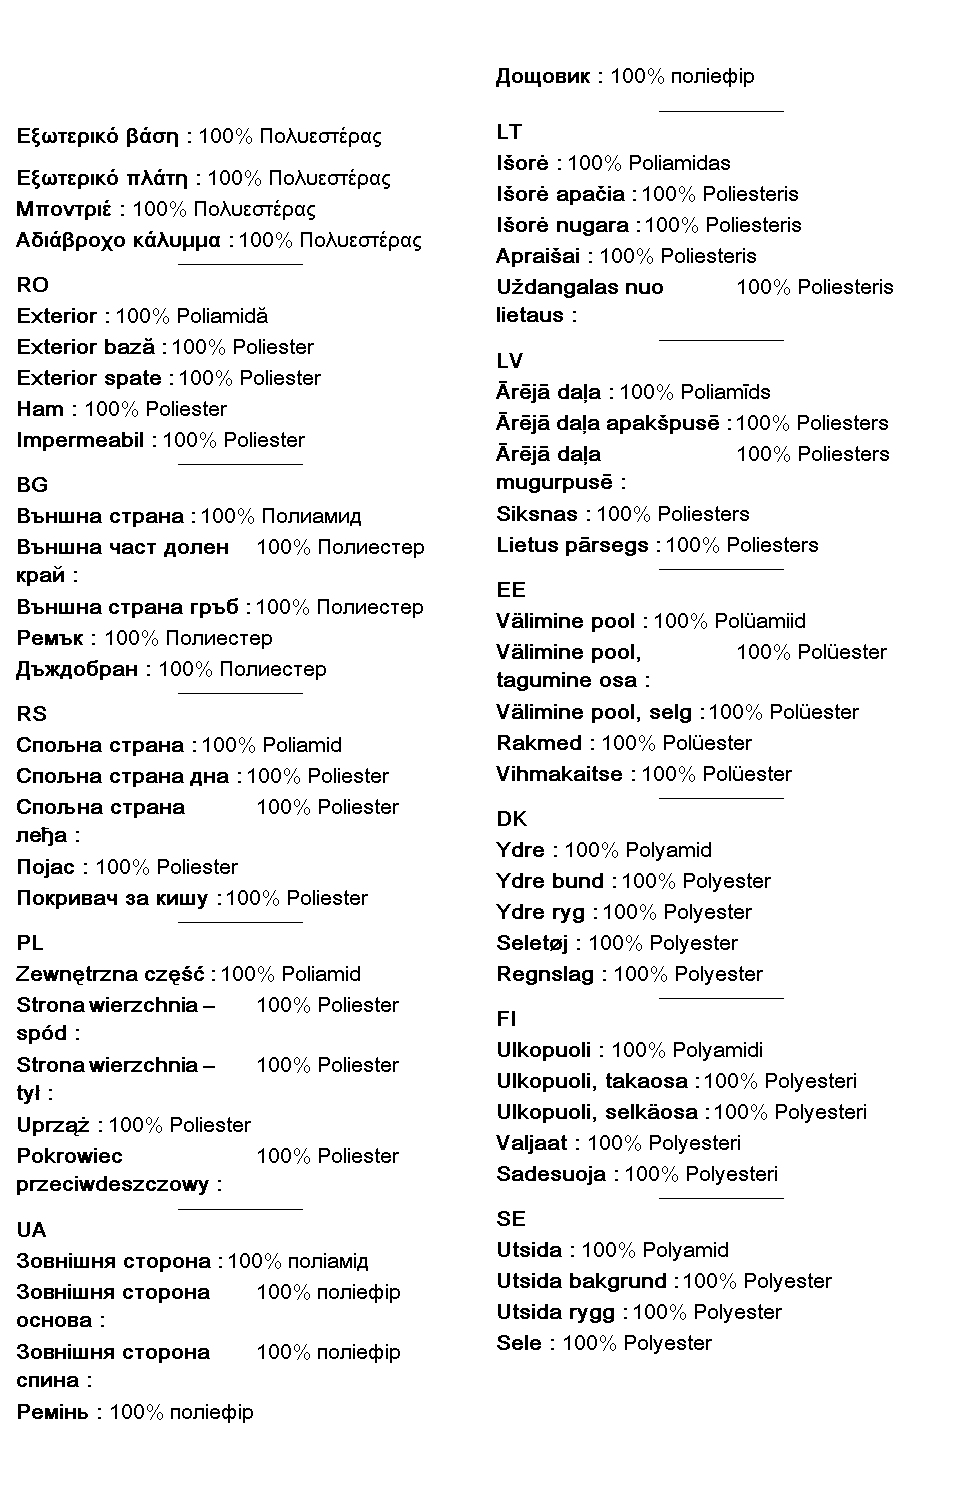 Εξωτερικό βάση : 100% Πολυεστέρας
Εξωτερικό πλάτη : 100% Πολυεστέρας
Μποντριέ : 100% Πολυεστέρας
Αδιάβροχο κάλυμμα : 100% Πολυεστέρας
RO
Exterior : 100% Poliamidă
Exterior bază : 100% Poliester
Exterior spate : 100% Poliester
Ham : 100% Poliester
Impermeabil : 100% Poliester
BG
Външна страна : 100% Полиамид
Външна част долен 100% Полиестер
край :
Външна страна гръб : 100% Полиестер
Ремък : 100% Полиестер
Дъждобран : 100% Полиестер
RS
Спољна страна : 100% Poliamid
Спољна страна дна : 100% Poliester
Спољна страна 100% Poliester
леђа :
Појас : 100% Poliester
Покривач за кишу : 100% Poliester
PL
Zewnętrzna część : 100% Poliamid
Strona wierzchnia – 100% Poliester
spód :
Strona wierzchnia – 100% Poliester
tył :
Uprząż : 100% Poliester
Pokrowiec 100% Poliester
przeciwdeszczowy :
UA
Зовнішня сторона : 100% поліамід
Зовнішня сторона 100% поліефір
основа :
Зовнішня сторона 100% поліефір
спина :
Ремінь : 100% поліефір
Дощовик : 100% поліефір
LT
Išorė : 100% Poliamidas
Išorė apačia : 100% Poliesteris
Išorė nugara : 100% Poliesteris
Apraišai : 100% Poliesteris
Uždangalas nuo 100% Poliesteris
lietaus :
LV
Ārējā daļa : 100% Poliamīds
Ārējā daļa apakšpusē : 100% Poliesters
Ārējā daļa 100% Poliesters
mugurpusē :
Siksnas : 100% Poliesters
Lietus pārsegs : 100% Poliesters
EE
Välimine pool : 100% Polüamiid
Välimine pool, 100% Polüester
tagumine osa :
Välimine pool, selg : 100% Polüester
Rakmed : 100% Polüester
Vihmakaitse : 100% Polüester
DK
Ydre : 100% Polyamid
Ydre bund : 100% Polyester
Ydre ryg : 100% Polyester
Seletøj : 100% Polyester
Regnslag : 100% Polyester
FI
Ulkopuoli : 100% Polyamidi
Ulkopuoli, takaosa : 100% Polyesteri
Ulkopuoli, selkäosa : 100% Polyesteri
Valjaat : 100% Polyesteri
Sadesuoja : 100% Polyesteri
SE
Utsida : 100% Polyamid
Utsida bakgrund : 100% Polyester
Utsida rygg : 100% Polyester
Sele : 100% Polyester